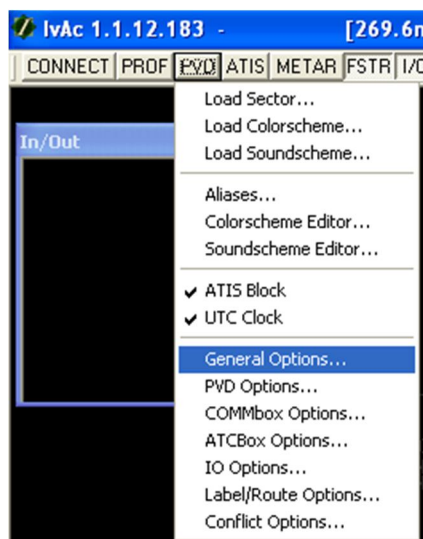 IvAc 1.1.12.183 - [269.6n
CONNECT PROF PVD ATIS METAR FSTR I/O
Load Sector...
Load Colorscheme...
In/Out
Load Soundscheme...
Aliases...
Colorscheme Editor...
Soundscheme Editor...
ATIS Block
UTC Clock
General Options...
PVD Options...
COMMbox Options...
ATCBox Options...
IO Options...
Label/Route Options...
Conflict Options...